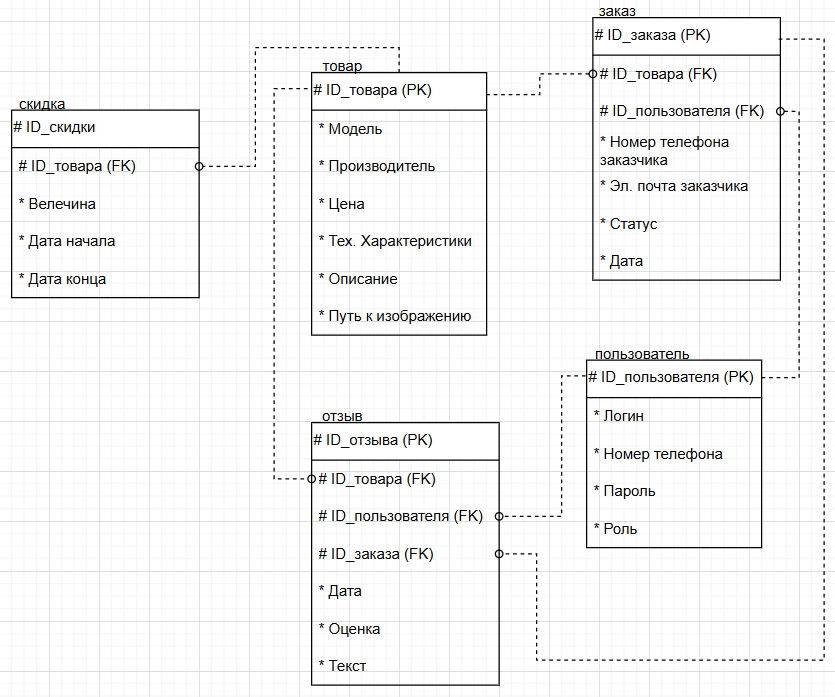 скидка
# ID_скидки
# ID_товара (FK)
* Велечина
* Дата начала
* Дата конца
товар
# ID_товара (PK)
* Модель
* Производитель
* Цена
* Тех. Характеристики
* Описание
* Путь к изображению
заказ
# ID_заказа (PK)
# ID_товара (FK)
# ID_пользователя (FK)
* Номер телефона
заказчика
* Эл. почта заказчика
* Статус
* Дата
пользователь
# ID_пользователя (PK)
* Логин
* Номер телефона
* Пароль
* Роль
отзыв
# ID_отзыва (PK)
# ID_товара (FK)
# ID_пользователя (FK)
# ID_заказа (FK)
* Дата
* Оценка
* Текст